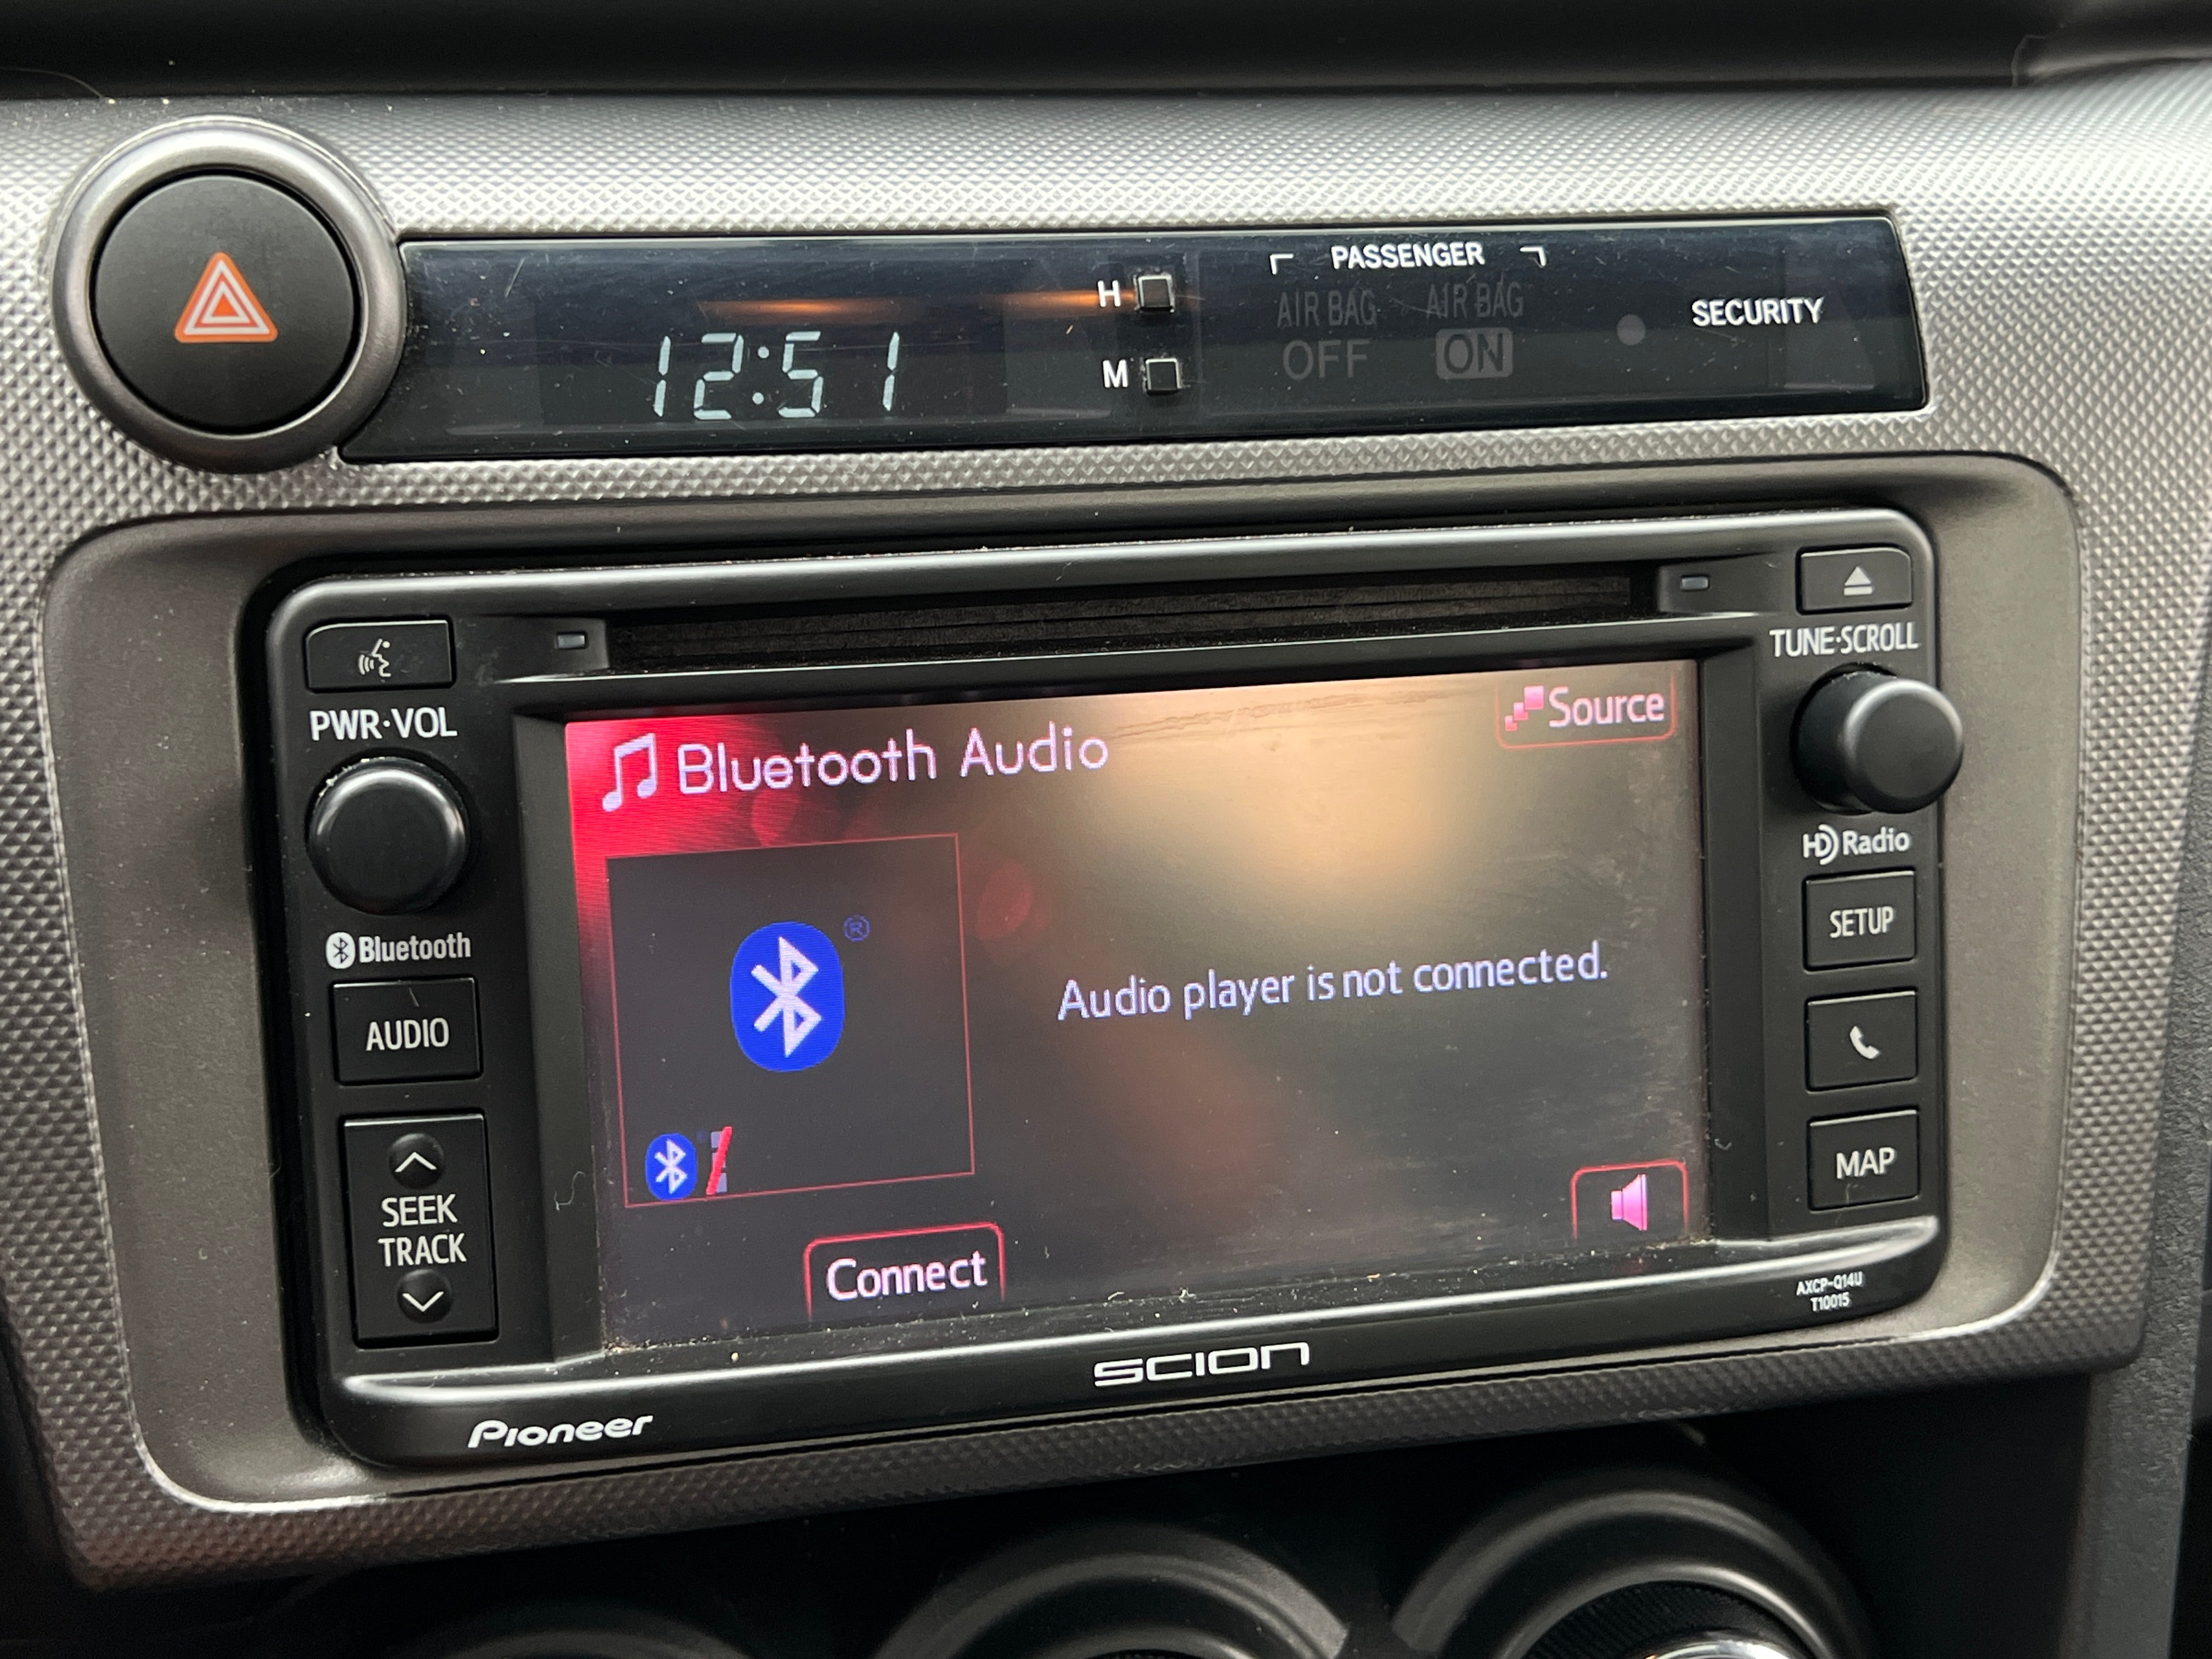 PASSENGER
AIR BAG OFF
AIR BAG ON
SECURITY
12:51
H
M
PWR·VOL
TUNE·SCROLL
Bluetooth Audio
Source
HD Radio
Bluetooth
SETUP
AUDIO
®
Audio player is not connected.
MAP
SEEK
TRACK
Connect
AXCP-Q14U
T10015
SCION
Pioneer